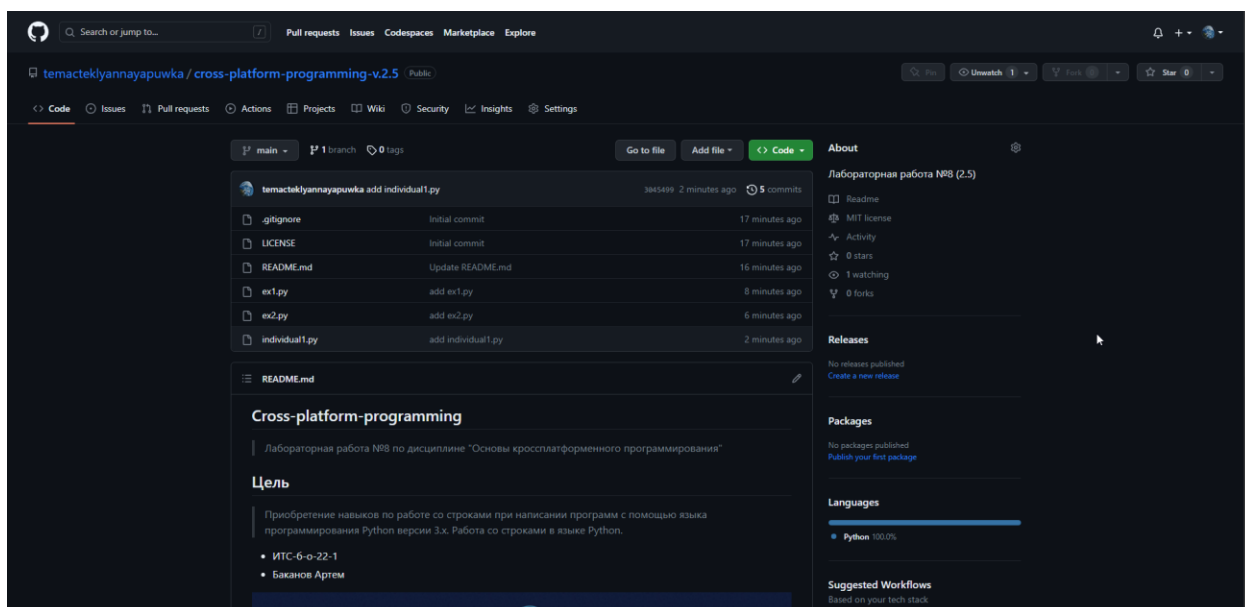 Search or jump to... / Pull requests Issues Codespaces Marketplace Explore
temacteklyannayapuwka / cross-platform-programming-v.2.5 Public Pin Unwatch 1 Fork 0 Star 0
Code Issues Pull requests Actions Projects Wiki Security Insights Settings
main 1 branch 0 tags Go to file Add file Code
temacteklyannayapuwka add individual1.py 3845499 2 minutes ago 5 commits
.gitignore Initial commit 17 minutes ago
LICENSE Initial commit 17 minutes ago
README.md Update README.md 16 minutes ago
ex1.py add ex1.py 8 minutes ago
ex2.py add ex2.py 6 minutes ago
individual1.py add individual1.py 2 minutes ago
README.md
Cross-platform-programming
Лабораторная работа №8 по дисциплине "Основы кроссплатформенного программирования"
Цель
Приобретение навыков по работе со строками при написании программ с помощью языка
программирования Python версии 3.x. Работа со строками в языке Python.
• ИТС-б-о-22-1
• Баканов Артем
About
Лабораторная работа №8 (2.5)
Readme
MIT license
Activity
0 stars
1 watching
0 forks
Releases
No releases published
Create a new release
Packages
No packages published
Publish your first package
Languages
Python 100.0%
Suggested Workflows
Based on your tech stack